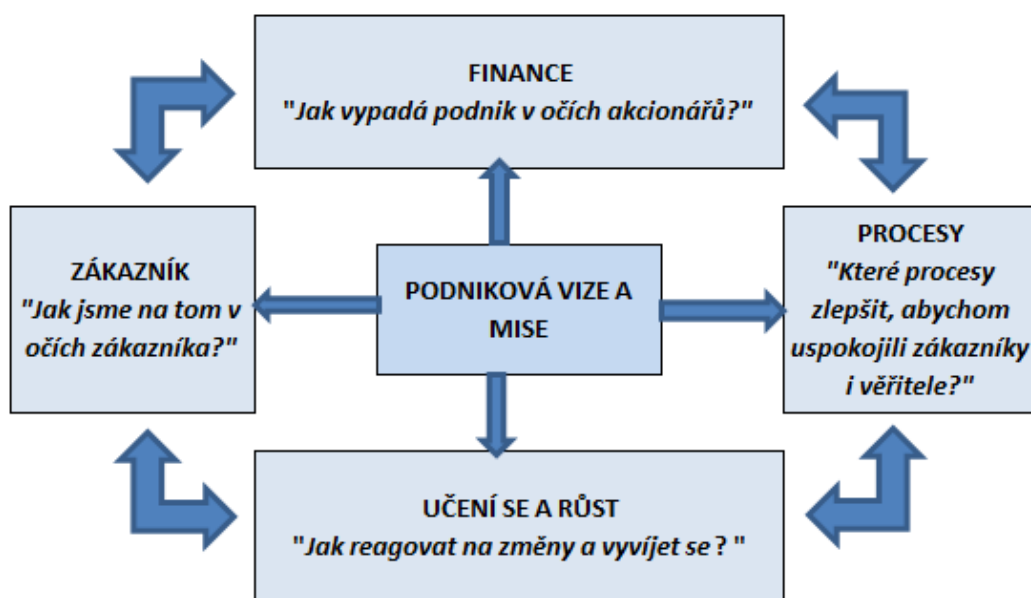 FINANCE
"Jak vypadá podnik v očích akcionářů?"
ZÁKAZNÍK
"Jak jsme na tom v
očích zákazníka?"
PODNIKOVÁ VIZE A
MISE
PROCESY
"Které procesy
zlepšit, abychom
uspokojili zákazníky
i věřitele?"
UČENÍ SE A RŮST
"Jak reagovat na změny a vyvíjet se ? "